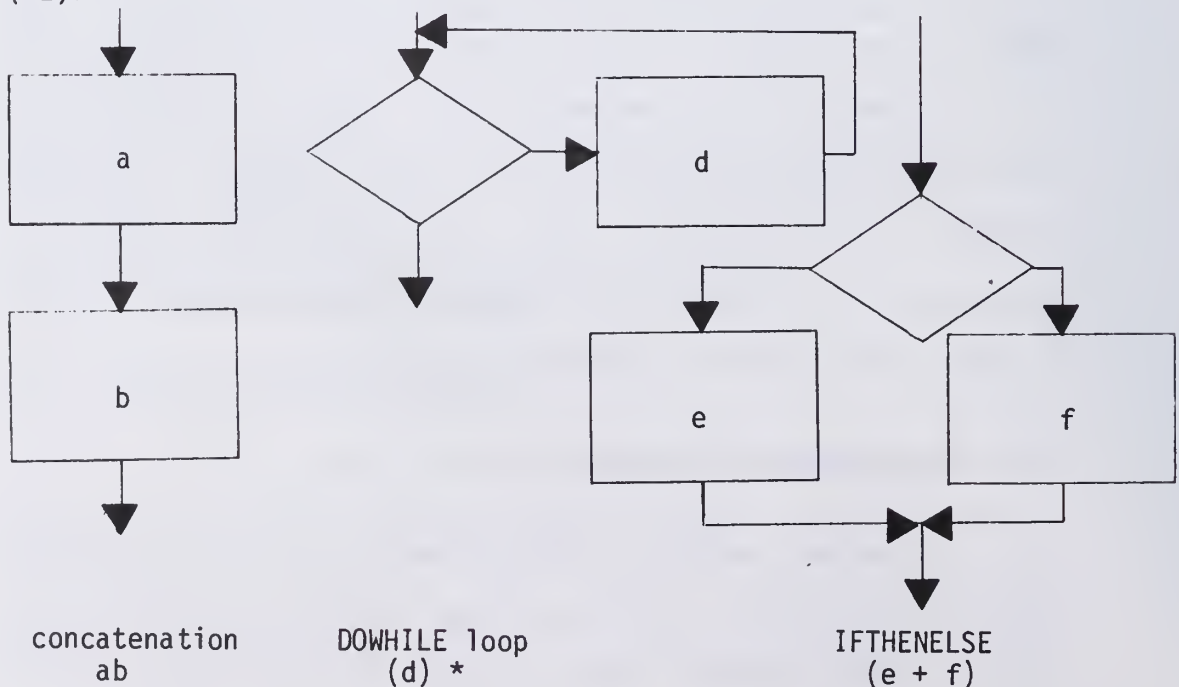 a
d
b
e
f
concatenation
ab
DOWHILE loop
(d) *
IFTHENELSE
(e + f)